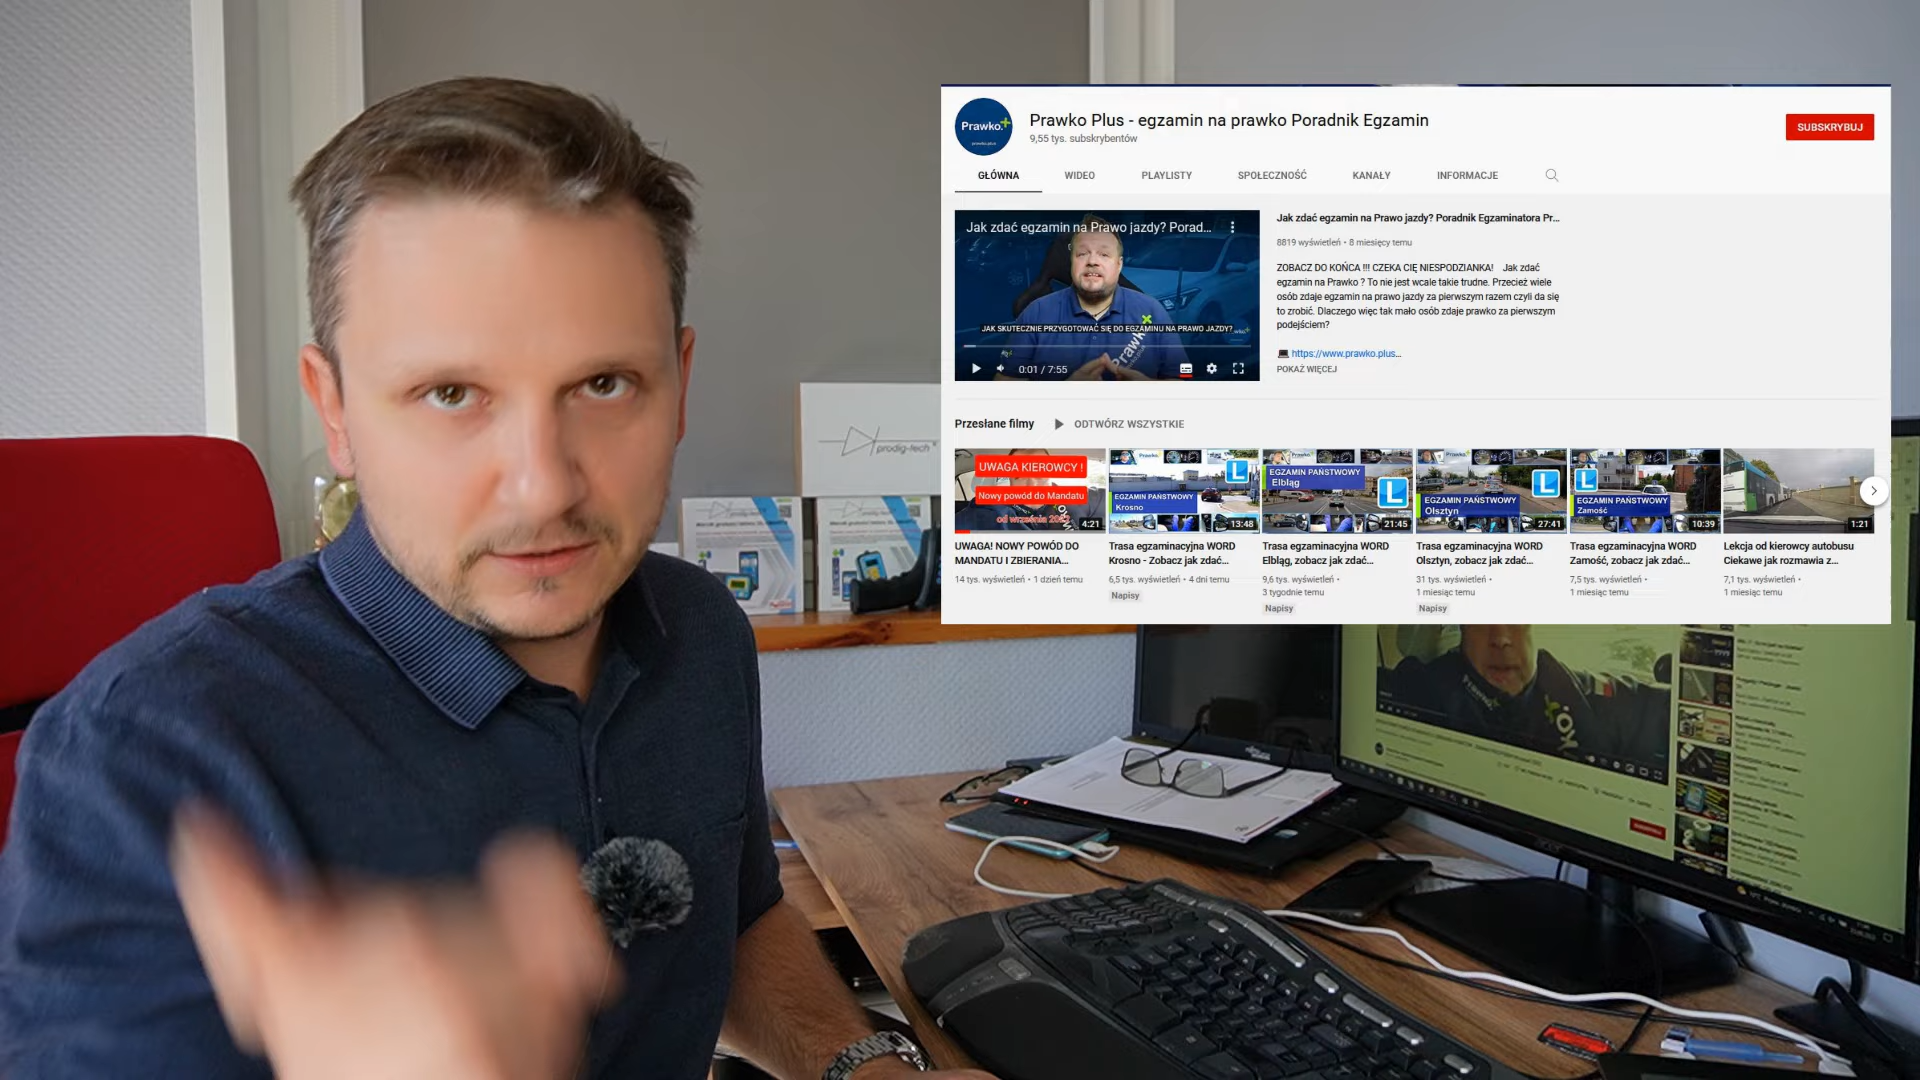 Prawko.+
prawko.plus
Prawko Plus - egzamin na prawko Poradnik Egzamin
9,55 tys. subskrybentów
SUBSKRYBUJ
GŁÓWNA WIDEO PLAYLISTY SPOŁECZNOŚĆ KANAŁY INFORMACJE
Jak zdać egzamin na Prawo jazdy? Porad...
JAK SKUTECZNIE PRZYGOTOWAĆ SIĘ DO EGZAMINU NA PRAWO JAZDY?
0:01 / 7:55
Jak zdać egzamin na Prawo jazdy? Poradnik Egzaminatora Pr...
8819 wyświetleń • 8 miesięcy temu
ZOBACZ DO KOŃCA !!! CZEKA CIĘ NIESPODZIANKA! Jak zdać
egzamin na Prawko ? To nie jest wcale takie trudne. Przecież wiele
osób zdaje egzamin na prawo jazdy za pierwszym razem czyli da się
to zrobić. Dlaczego więc tak mało osób zdaje prawko za pierwszym
podejściem?
https://www.prawko.plus...
POKAŻ WIĘCEJ
Przesłane filmy ODTWÓRZ WSZYSTKIE
UWAGA KIEROWCY !
Nowy powód do Mandatu
od września
4:21
UWAGA! NOWY POWÓD DO
MANDATU I ZBIERANIA...
14 tys. wyświetleń • 1 dzień temu
L
EGZAMIN PAŃSTWOWY
Krosno
13:48
Trasa egzaminacyjna WORD
Krosno - Zobacz jak zdać...
6,5 tys. wyświetleń • 4 dni temu
Napisy
EGZAMIN PAŃSTWOWY
Elbląg
L
21:45
Trasa egzaminacyjna WORD
Elbląg, zobacz jak zdać...
9,6 tys. wyświetleń •
3 tygodnie temu
Napisy
L
EGZAMIN PAŃSTWOWY
Olsztyn
27:41
Trasa egzaminacyjna WORD
Olsztyn, zobacz jak zdać...
31 tys. wyświetleń •
1 miesiąc temu
Napisy
L
EGZAMIN PAŃSTWOWY
Zamość
10:39
Trasa egzaminacyjna WORD
Zamość, zobacz jak zdać...
7,5 tys. wyświetleń •
1 miesiąc temu
1:21
Lekcja od kierowcy autobusu
Ciekawe jak rozmawia z...
7,1 tys. wyświetleń •
1 miesiąc temu
prodig-tech